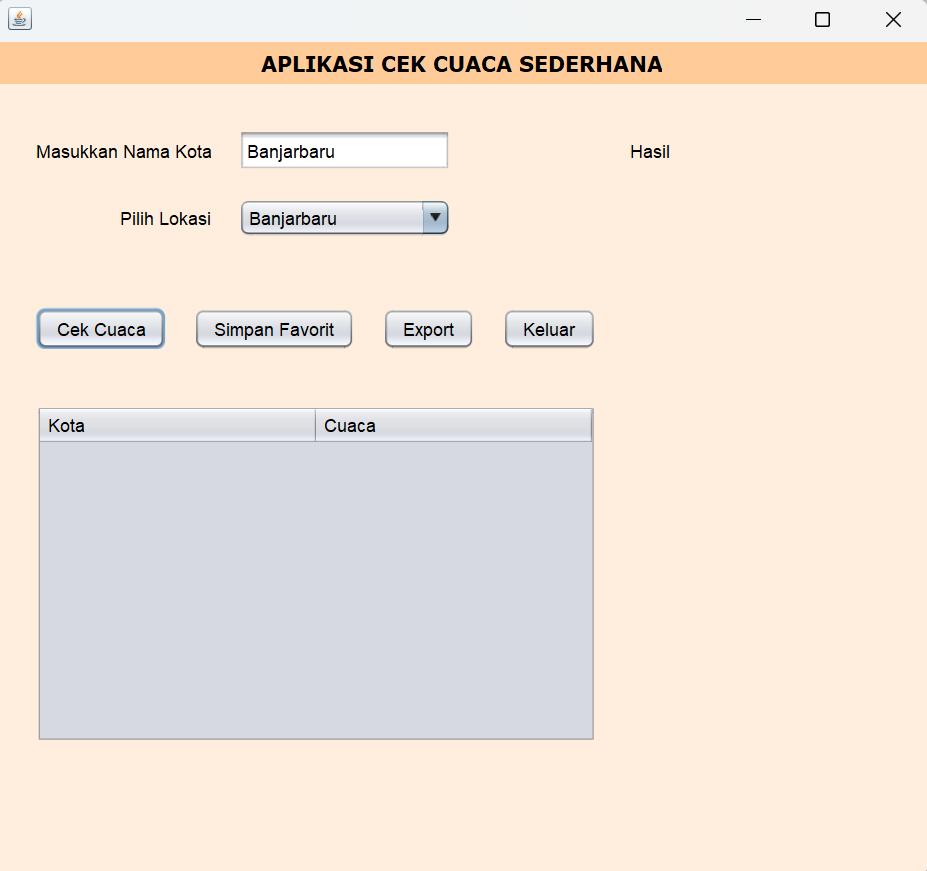 APLIKASI CEK CUACA SEDERHANA
Masukkan Nama Kota Banjarbaru Hasil
Pilih Lokasi Banjarbaru
Cek Cuaca Simpan Favorit Export Keluar
Kota Cuaca